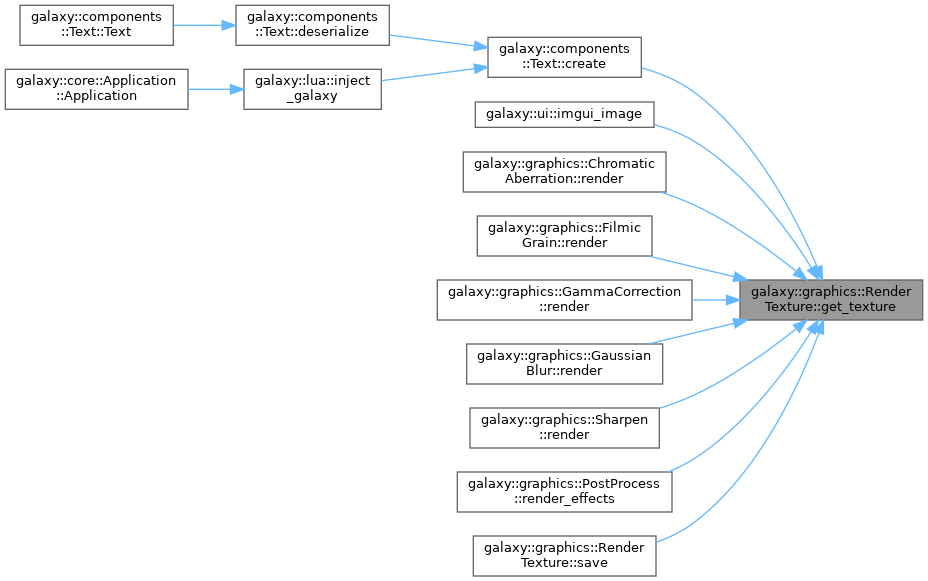 galaxy::components
::Text::Text
galaxy::components
::Text::deserialize
galaxy::components
::Text::create
galaxy::core::Application
::Application
galaxy::lua::inject
_galaxy
galaxy::ui::imgui_image
galaxy::graphics::Chromatic
Aberration::render
galaxy::graphics::Filmic
Grain::render
galaxy::graphics::GammaCorrection
::render
galaxy::graphics::Render
Texture::get_texture
galaxy::graphics::Gaussian
Blur::render
galaxy::graphics::Sharpen
::render
galaxy::graphics::PostProcess
::render_effects
galaxy::graphics::Render
Texture::save